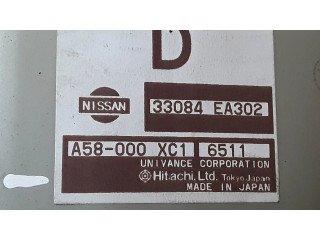 D
NISSAN 33084 EA302
A58-000 XC1 6511
UNIVANCE CORPORATION
Hitachi, Ltd. Tokyo Japan
MADE IN JAPAN